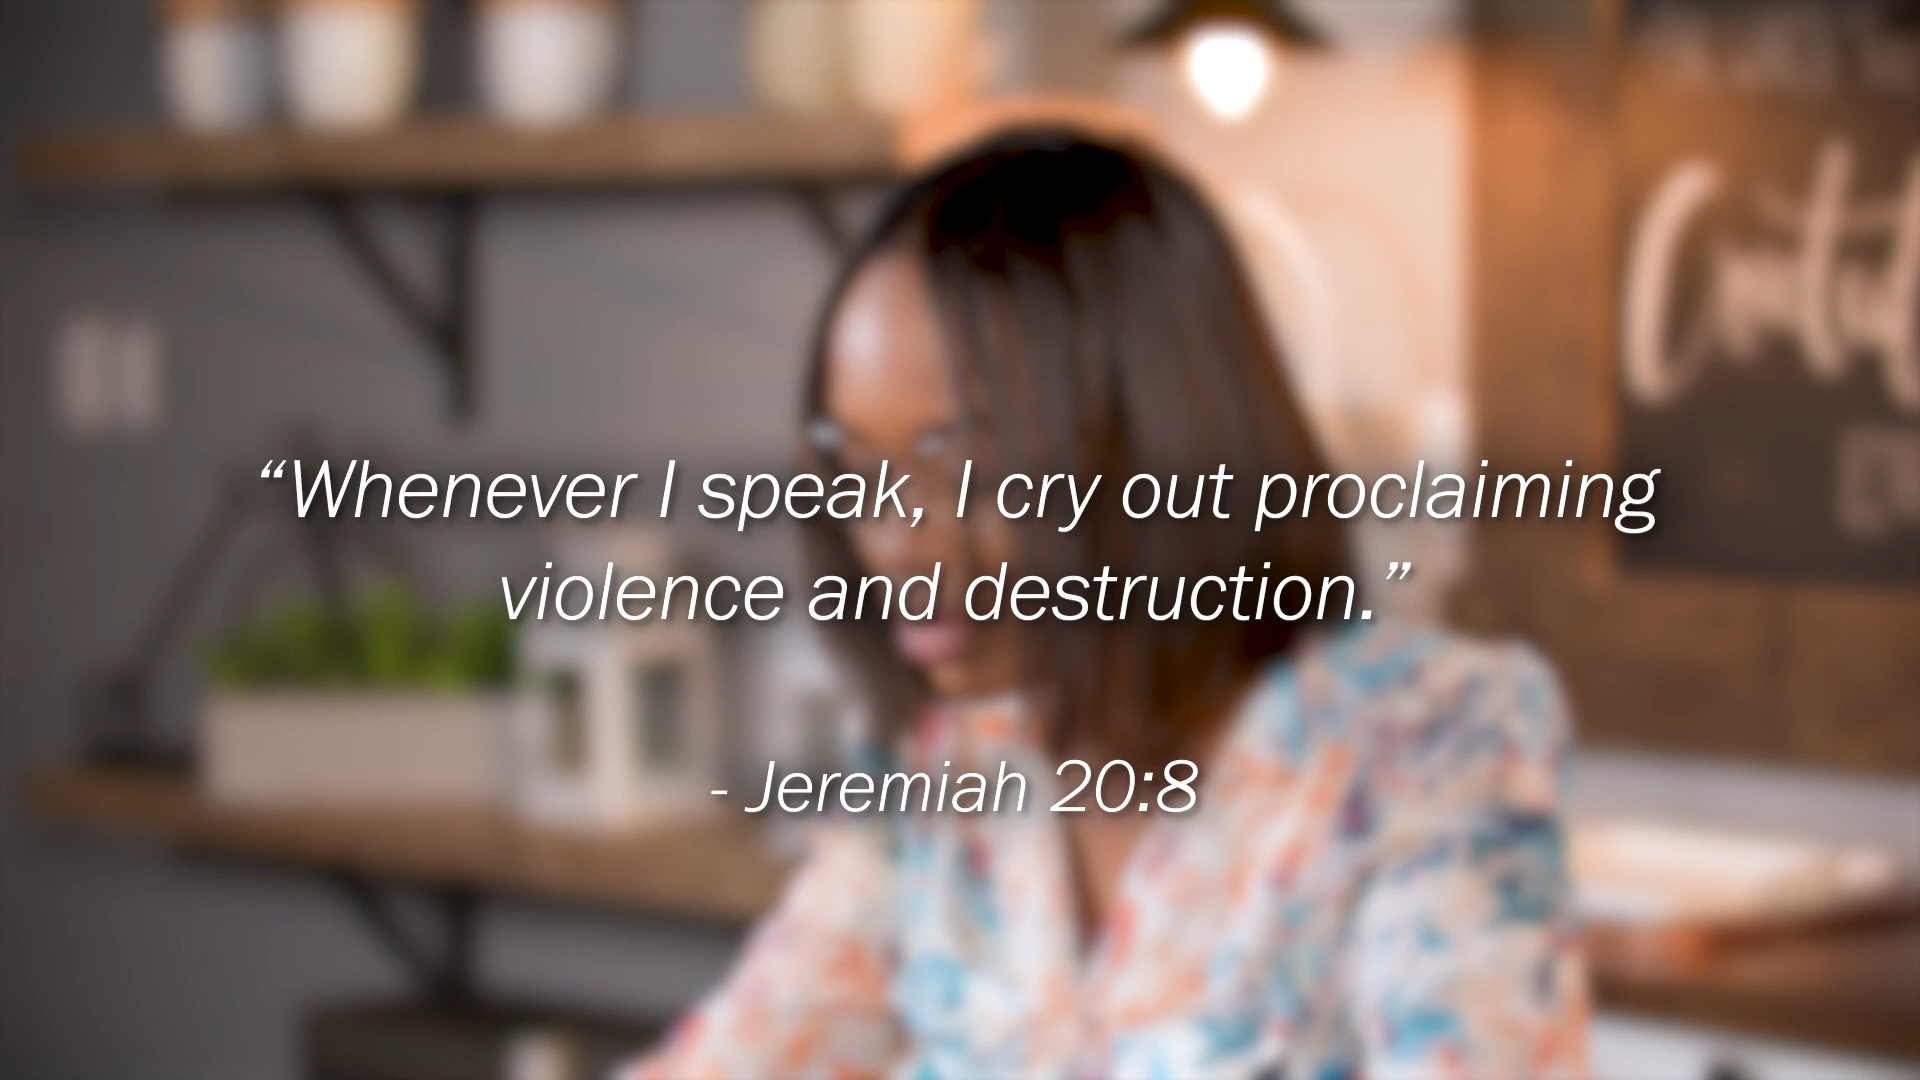 “Whenever I speak, I cry out proclaiming
violence and destruction.”
- Jeremiah 20:8